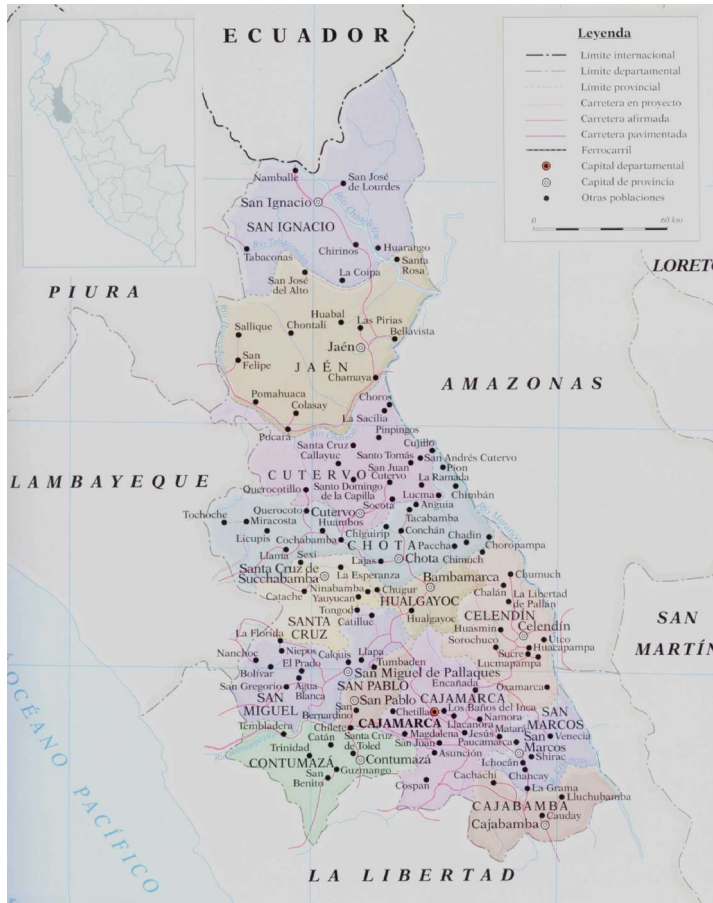 ECUADOR
Leyenda
Límite internacional
Límite departamental
Límite provincial
Carretera en proyecto
Carretera afirmada
Carretera pavimentada
Ferrocarril
Capital departamental
Capital de provincia
Otras poblaciones
0 60 km
Namballe
San José
de Lourdes
San Ignacio
Río Chinchipe
SAN IGNACIO
Río Tabaconas
Tabaconas
Chirinos
Huarango
Santa
Rosa
La Coipa
San José
del Alto
LORETO
PIURA
Huabal
Las Pirias
Sallique
Chontalí
Bellavista
Jaén
San
Felipe
JAÉN
Chamaya
AMAZONAS
Pomahuaca
Colasay
Choros
La Sacilia
Pucará
Pinpingos
Santa Cruz
Cujillo
Callayuc
Santo Tomás
San Andrés Cutervo
San Juan
Pion
LAMBAYEQUE
CUTERVO
Cutervo
La Ramada
Santo Domingo
de la Capilla
Querocotillo
Lucma
Chimbán
Socota
Anguia
Querocoto
Cutervo
Tacabamba
Río Marañón
Tochoche
Miracosta
Huambos
Chiguirip
Conchán
Licupis
Cochabamba
CHOTA
Chadin
Paccha
Choropampa
Llama
Sexi
Lajas
Chota
Chimuch
Santa Cruz de
Succhabamba
La Esperanza
Bambamarca
Chumuch
Ninabamba
Chugur
Chalán
La Libertad
de Pallán
Catache
Yauyucan
HUALGAYOC
Tongod
Hualgayoc
CELENDÍN
SAN
MARTÍN
SANTA
CRUZ
Catilluc
Huasmin
Celendín
La Florida
Sorochuco
Utco
Sucre
Huacapampa
Nanchoc
Niepos
Calquis
Llapa
Lucmapampa
Tumbaden
El Prado
Bolívar
San Miguel de Pallaques
Encañada
Oxamarca
San Gregorio
Agua
Blanca
SAN PABLO
CAJAMARCA
SAN
MIGUEL
San Pablo
Los Baños del Inca
SAN
MARCOS
San
Bernardino
Chetilla
Llacanora
Namora
CAJAMARCA
Matará
Tembladera
Chilete
Magdalena
Jesús
San
Marcos
Venecia
Catán
Santa Cruz
de Toled
San Juan
Paucamarca
Trinidad
Asunción
Shirac
CONTUMAZÁ
Contumazá
Ichocán
Guzmango
San
Benito
Chancay
Cospan
Cachachi
La Grama
Lluchubamba
CAJABAMBA
Cauday
Cajabamba
OCÉANO PACÍFICO
LA LIBERTAD